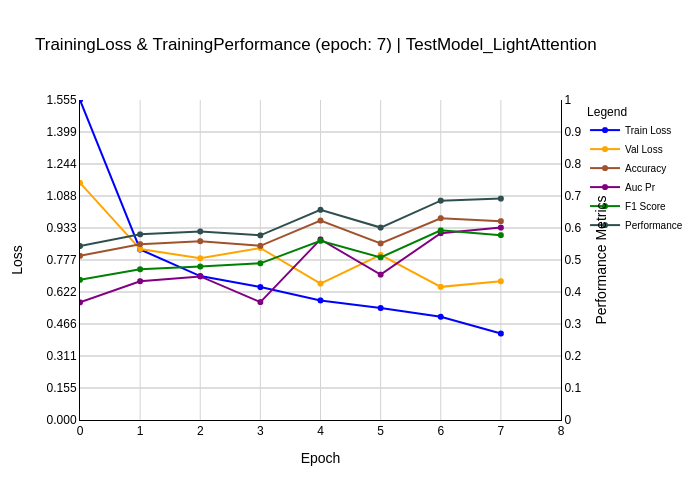 TrainingLoss & TrainingPerformance (epoch: 7) | TestModel_LightAttention
Legend
Train Loss
Val Loss
Accuracy
Auc Pr
F1 Score
Performance
Loss
1.555
1.399
1.244
1.088
0.933
0.777
0.622
0.466
0.311
0.155
0.000
1
0.9
0.8
0.7
0.6
0.5
0.4
0.3
0.2
0.1
0
Performance Metrics
0 1 2 3 4 5 6 7 8
Epoch